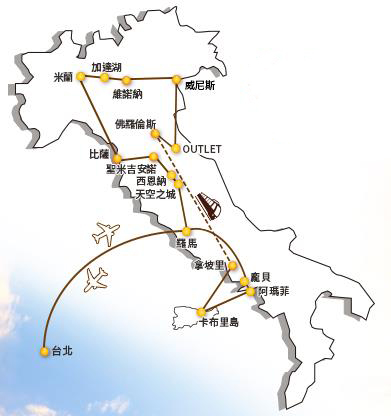 加達湖
米蘭
維諾納
威尼斯
佛羅倫斯
OUTLET
比薩
聖米吉安諾
西恩納
天空之城
羅馬
拿坡里
龐貝
阿瑪菲
卡布里島
台北